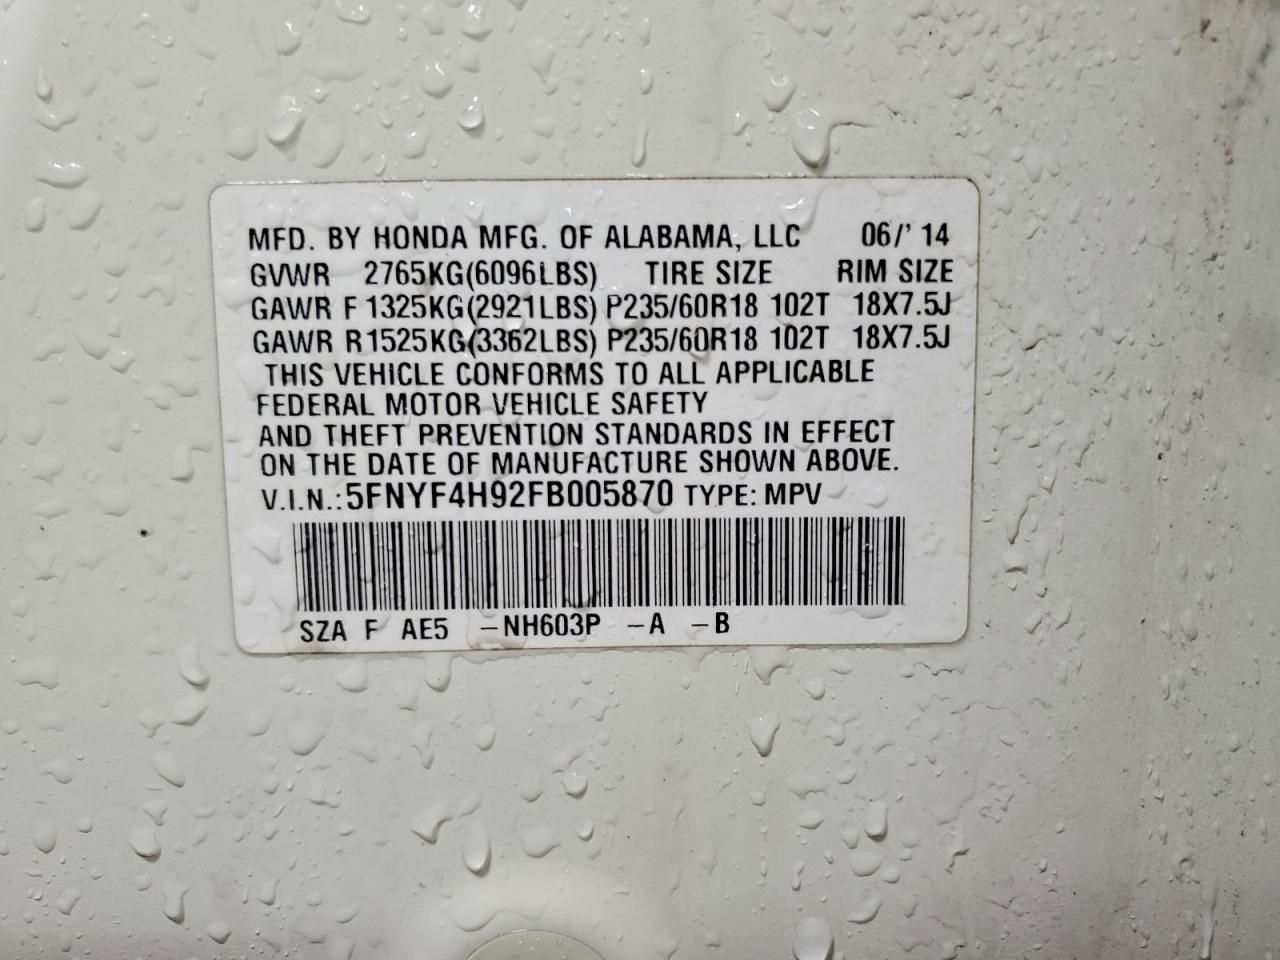 MFD. BY HONDA MFG. OF ALABAMA, LLC 06/' 14
GVWR 2765KG(6096LBS) TIRE SIZE RIM SIZE
GAWR F 1325KG(2921LBS) P235/60R18 102T 18X7.5J
GAWR R 1525KG(3362LBS) P235/60R18 102T 18X7.5J
THIS VEHICLE CONFORMS TO ALL APPLICABLE
FEDERAL MOTOR VEHICLE SAFETY
AND THEFT PREVENTION STANDARDS IN EFFECT
ON THE DATE OF MANUFACTURE SHOWN ABOVE.
V.I.N.: 5FNYF4H92FB005870 TYPE: MPV
SZA F AE5 –NH603P –A –B